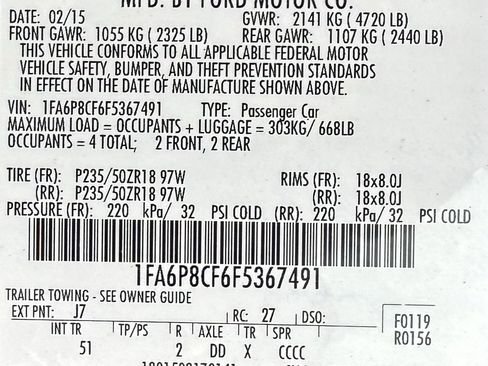 MFD. BY FORD MOTOR CO.
DATE: 02/15 GVWR: 2141 KG ( 4720 LB)
FRONT GAWR: 1055 KG ( 2325 LB) REAR GAWR: 1107 KG ( 2440 LB)
THIS VEHICLE CONFORMS TO ALL APPLICABLE FEDERAL MOTOR
VEHICLE SAFETY, BUMPER, AND THEFT PREVENTION STANDARDS
IN EFFECT ON THE DATE OF MANUFACTURE SHOWN ABOVE.
VIN: 1FA6P8CF6F5367491 TYPE: Passenger Car
MAXIMUM LOAD = OCCUPANTS + LUGGAGE = 303KG/ 668LB
OCCUPANTS = 4 TOTAL; 2 FRONT, 2 REAR
TIRE (FR): P235/50ZR18 97W RIMS (FR): 18x8.0J
(RR): P235/50ZR18 97W (RR): 18x8.0J
PRESSURE (FR): 220 kPa/ 32 PSI COLD (RR): 220 kPa/ 32 PSI COLD
1FA6P8CF6F5367491
TRAILER TOWING - SEE OWNER GUIDE
EXT PNT: J7 RC: 27 DSO: F0119
INT TR TP/PS R AXLE TR SPR R0156
51 2 DD X CCCC